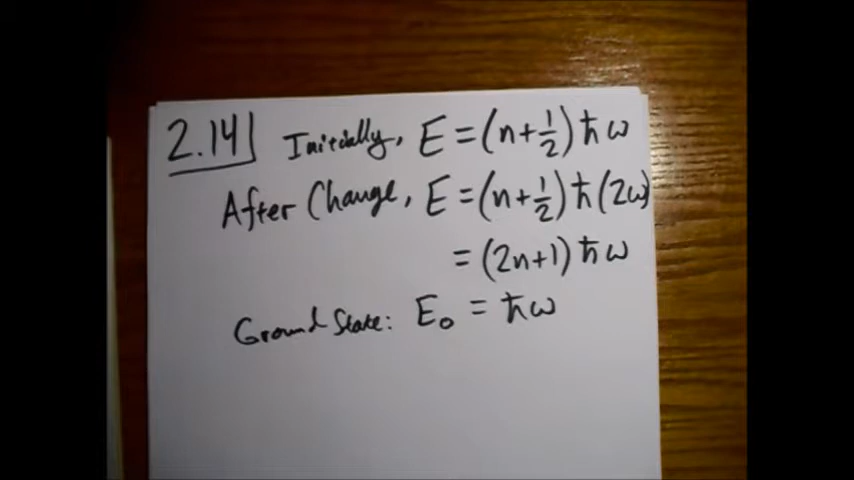 2.14 Initially, E = (n+½)ħω
After Change, E = (n+½)ħ(2ω)
= (2n+1)ħω
Ground State: E₀ = ħω